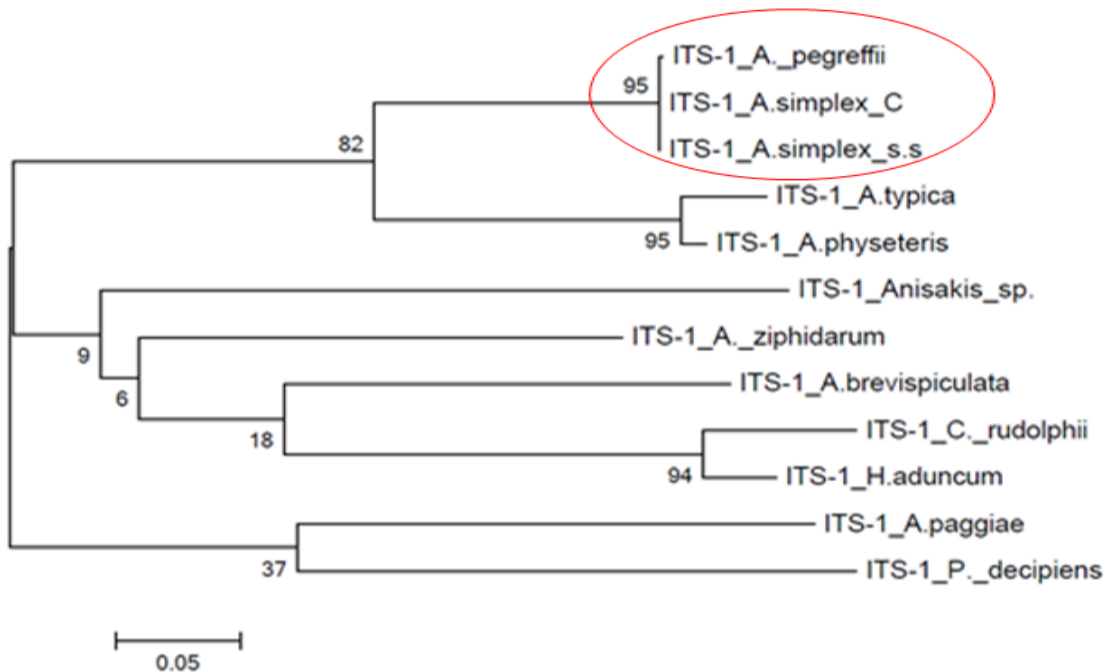 ITS-1_A._pegreffii
95
ITS-1_A.simplex_C
ITS-1_A.simplex_s.s
82
ITS-1_A.typica
95
ITS-1_A.physeteris
ITS-1_Anisakis_sp.
9
ITS-1_A._ziphidarum
6
ITS-1_A.brevispiculata
18
ITS-1_C._rudolphii
94
ITS-1_H.aduncum
ITS-1_A.paggiae
37
ITS-1_P._decipiens
0.05